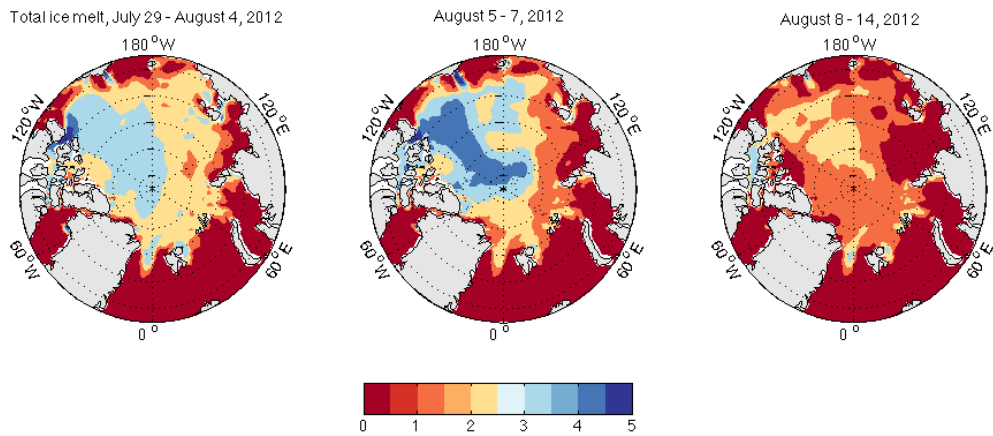 Total ice melt, July 29 - August 4, 2012
August 5 - 7, 2012
August 8 - 14, 2012
180 °W
180 °W
180 °W
120 °W
120 °E
120 °W
120 °E
120 °W
120 °E
60 °W
60 °E
60 °W
60 °E
60 °W
60 °E
0 °
0 °
0 °
0 1 2 3 4 5